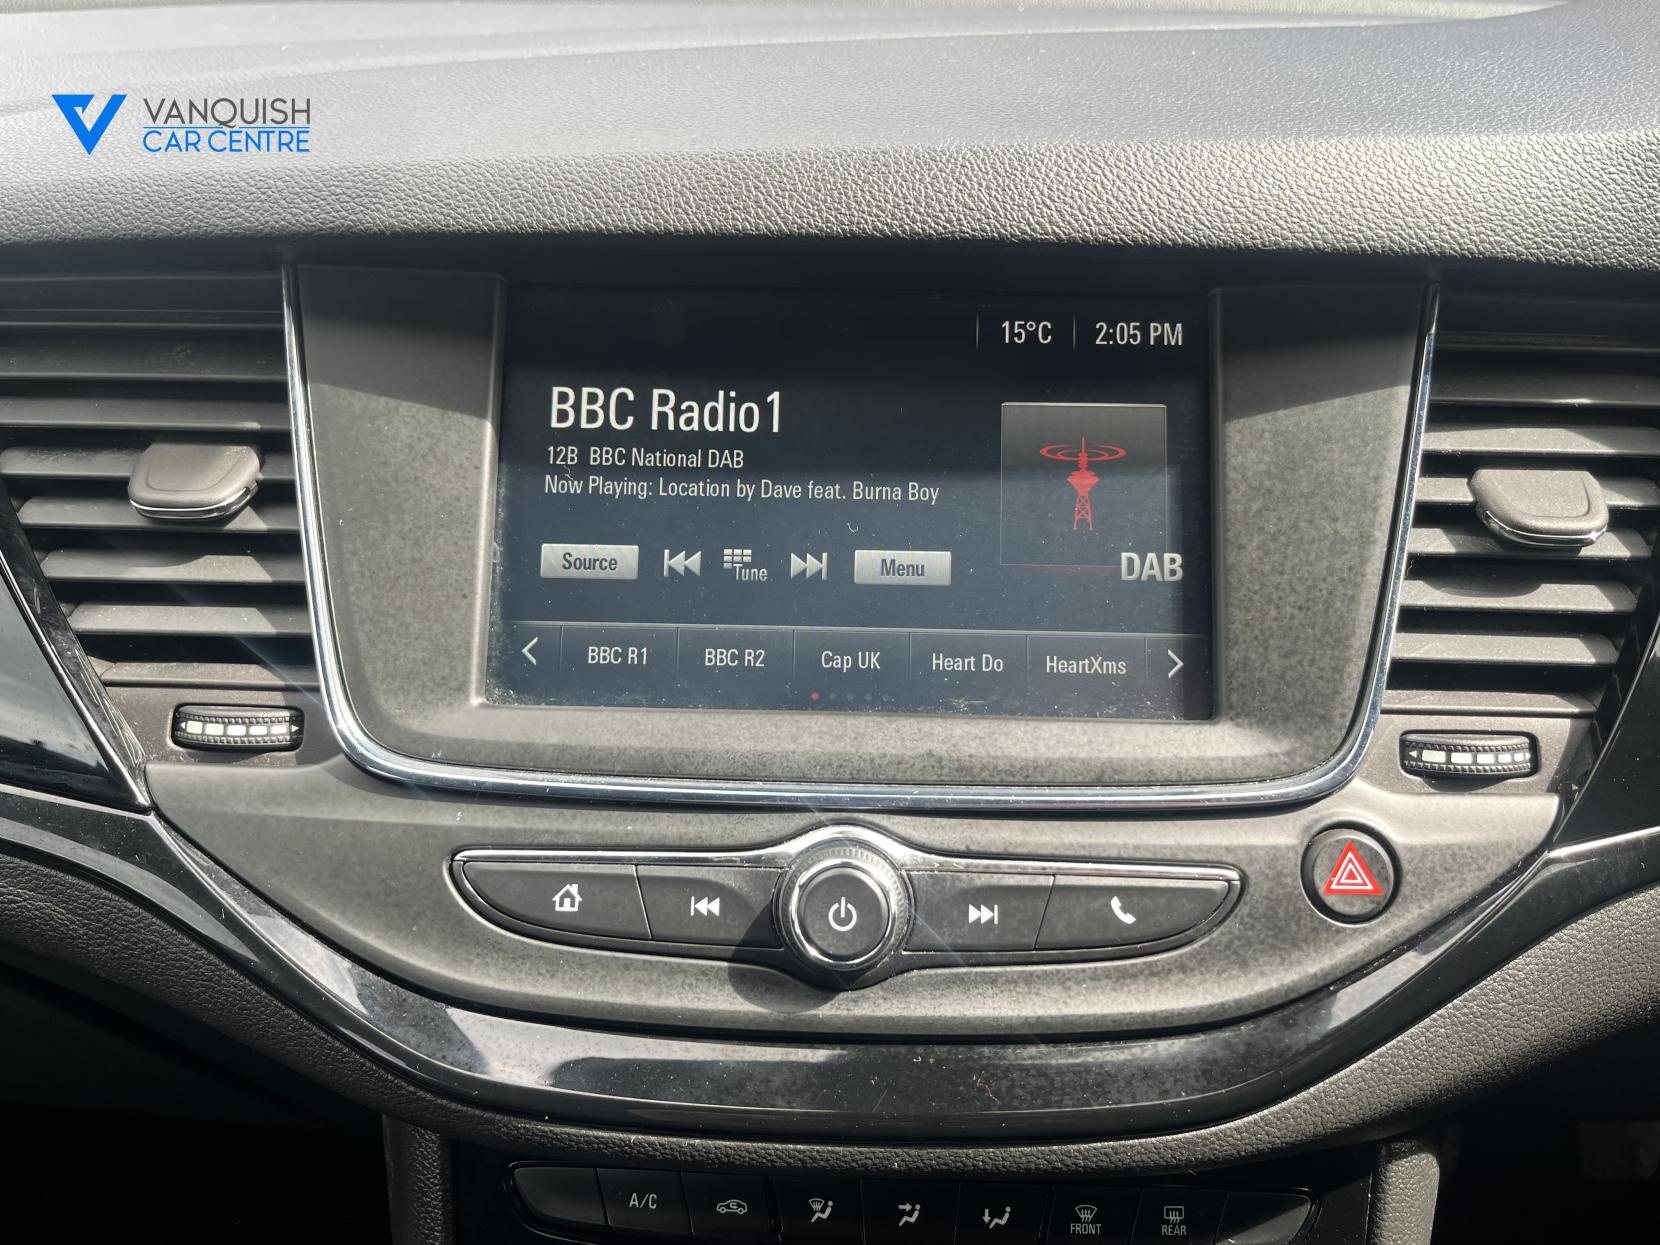 VANQUISH
CAR CENTRE
15°C 2:05 PM
BBC Radio1
12B BBC National DAB
Now Playing: Location by Dave feat. Burna Boy
Source Tune Menu
DAB
BBC R1 BBC R2 Cap UK Heart Do HeartXms
A/C
FRONT REAR